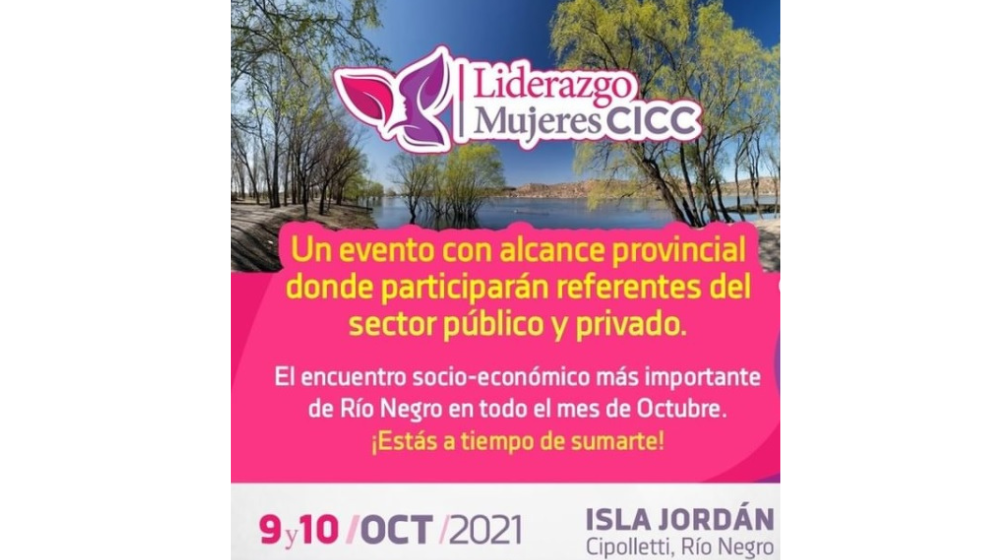 Liderazgo
Mujeres CICC
Un evento con alcance provincial
donde participarán referentes del
sector público y privado.
El encuentro socio-económico más importante
de Río Negro en todo el mes de Octubre.
¡Estás a tiempo de sumarte!
9 y 10 / OCT / 2021
ISLA JORDÁN
Cipolletti, Río Negro